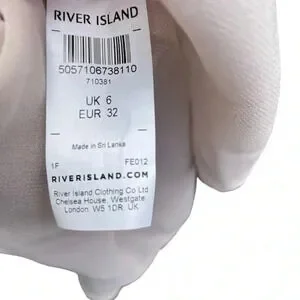 RIVER ISLAND
5057106738110
710381
UK 6
EUR 32
Made in Sri Lanka
1F FE012
RIVERISLAND.COM
River Island Clothing Co Ltd
Chelsea House, Westgate
London. W5 1DR. UK